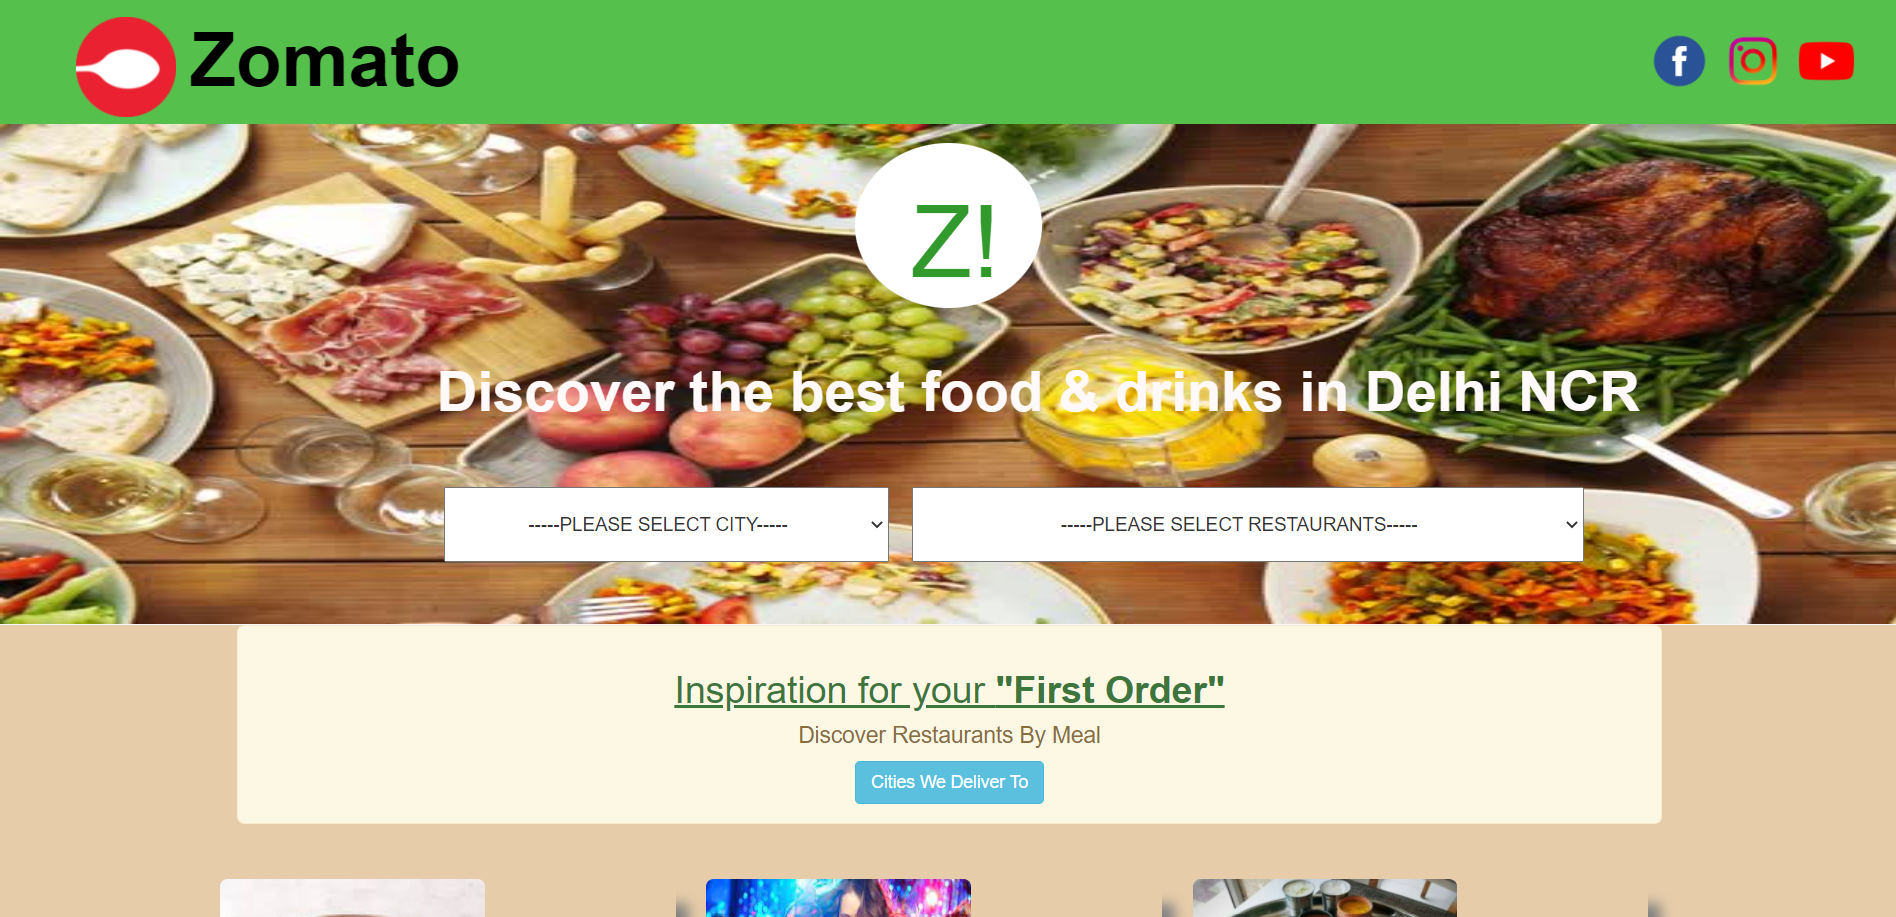 Zomato
Z!
Discover the best food & drinks in Delhi NCR
-----PLEASE SELECT CITY-----
-----PLEASE SELECT RESTAURANTS-----
Inspiration for your "First Order"
Discover Restaurants By Meal
Cities We Deliver To